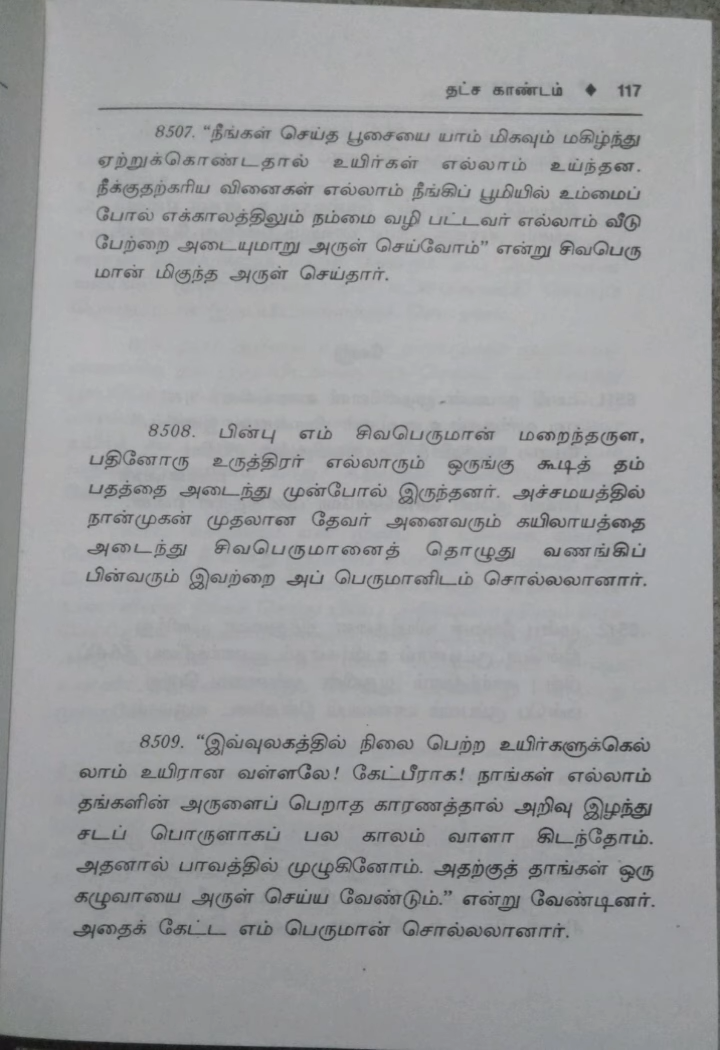 தட்ச காண்டம் ◆ 117
8507. “நீங்கள் செய்த பூசையை யாம் மிகவும் மகிழ்ந்து
ஏற்றுக்கொண்டதால் உயிர்கள் எல்லாம் உய்ந்தன.
நீக்குதற்கரிய வினைகள் எல்லாம் நீங்கிப் பூமியில் உம்மைப்
போல் எக்காலத்திலும் நம்மை வழி பட்டவர் எல்லாம் வீடு
பேற்றை அடையுமாறு அருள் செய்வோம்” என்று சிவபெரு
மான் மிகுந்த அருள் செய்தார்.
8508. பின்பு எம் சிவபெருமான் மறைந்தருள,
பதினோரு உருத்திரர் எல்லாரும் ஒருங்கு கூடித் தம்
பதத்தை அடைந்து முன்போல் இருந்தனர். அச்சமயத்தில்
நான்முகன் முதலான தேவர் அனைவரும் கயிலாயத்தை
அடைந்து சிவபெருமானைத் தொழுது வணங்கிப்
பின்வரும் இவற்றை அப் பெருமானிடம் சொல்லலானார்.
8509. “இவ்வுலகத்தில் நிலை பெற்ற உயிர்களுக்கெல்
லாம் உயிரான வள்ளலே! கேட்பீராக! நாங்கள் எல்லாம்
தங்களின் அருளைப் பெறாத காரணத்தால் அறிவு இழந்து
சடப் பொருளாகப் பல காலம் வாளா கிடந்தோம்.
அதனால் பாவத்தில் முழுகினோம். அதற்குத் தாங்கள் ஒரு
கழுவாயை அருள் செய்ய வேண்டும்.” என்று வேண்டினர்.
அதைக் கேட்ட எம் பெருமான் சொல்லலானார்.